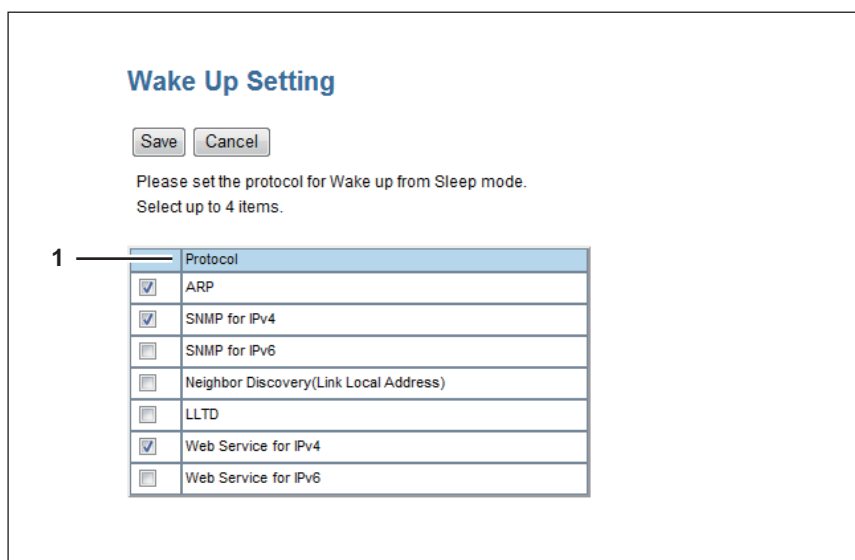 Wake Up Setting
Save Cancel
Please set the protocol for Wake up from Sleep mode.
Select up to 4 items.
1 Protocol
ARP
SNMP for IPv4
SNMP for IPv6
Neighbor Discovery(Link Local Address)
LLTD
Web Service for IPv4
Web Service for IPv6